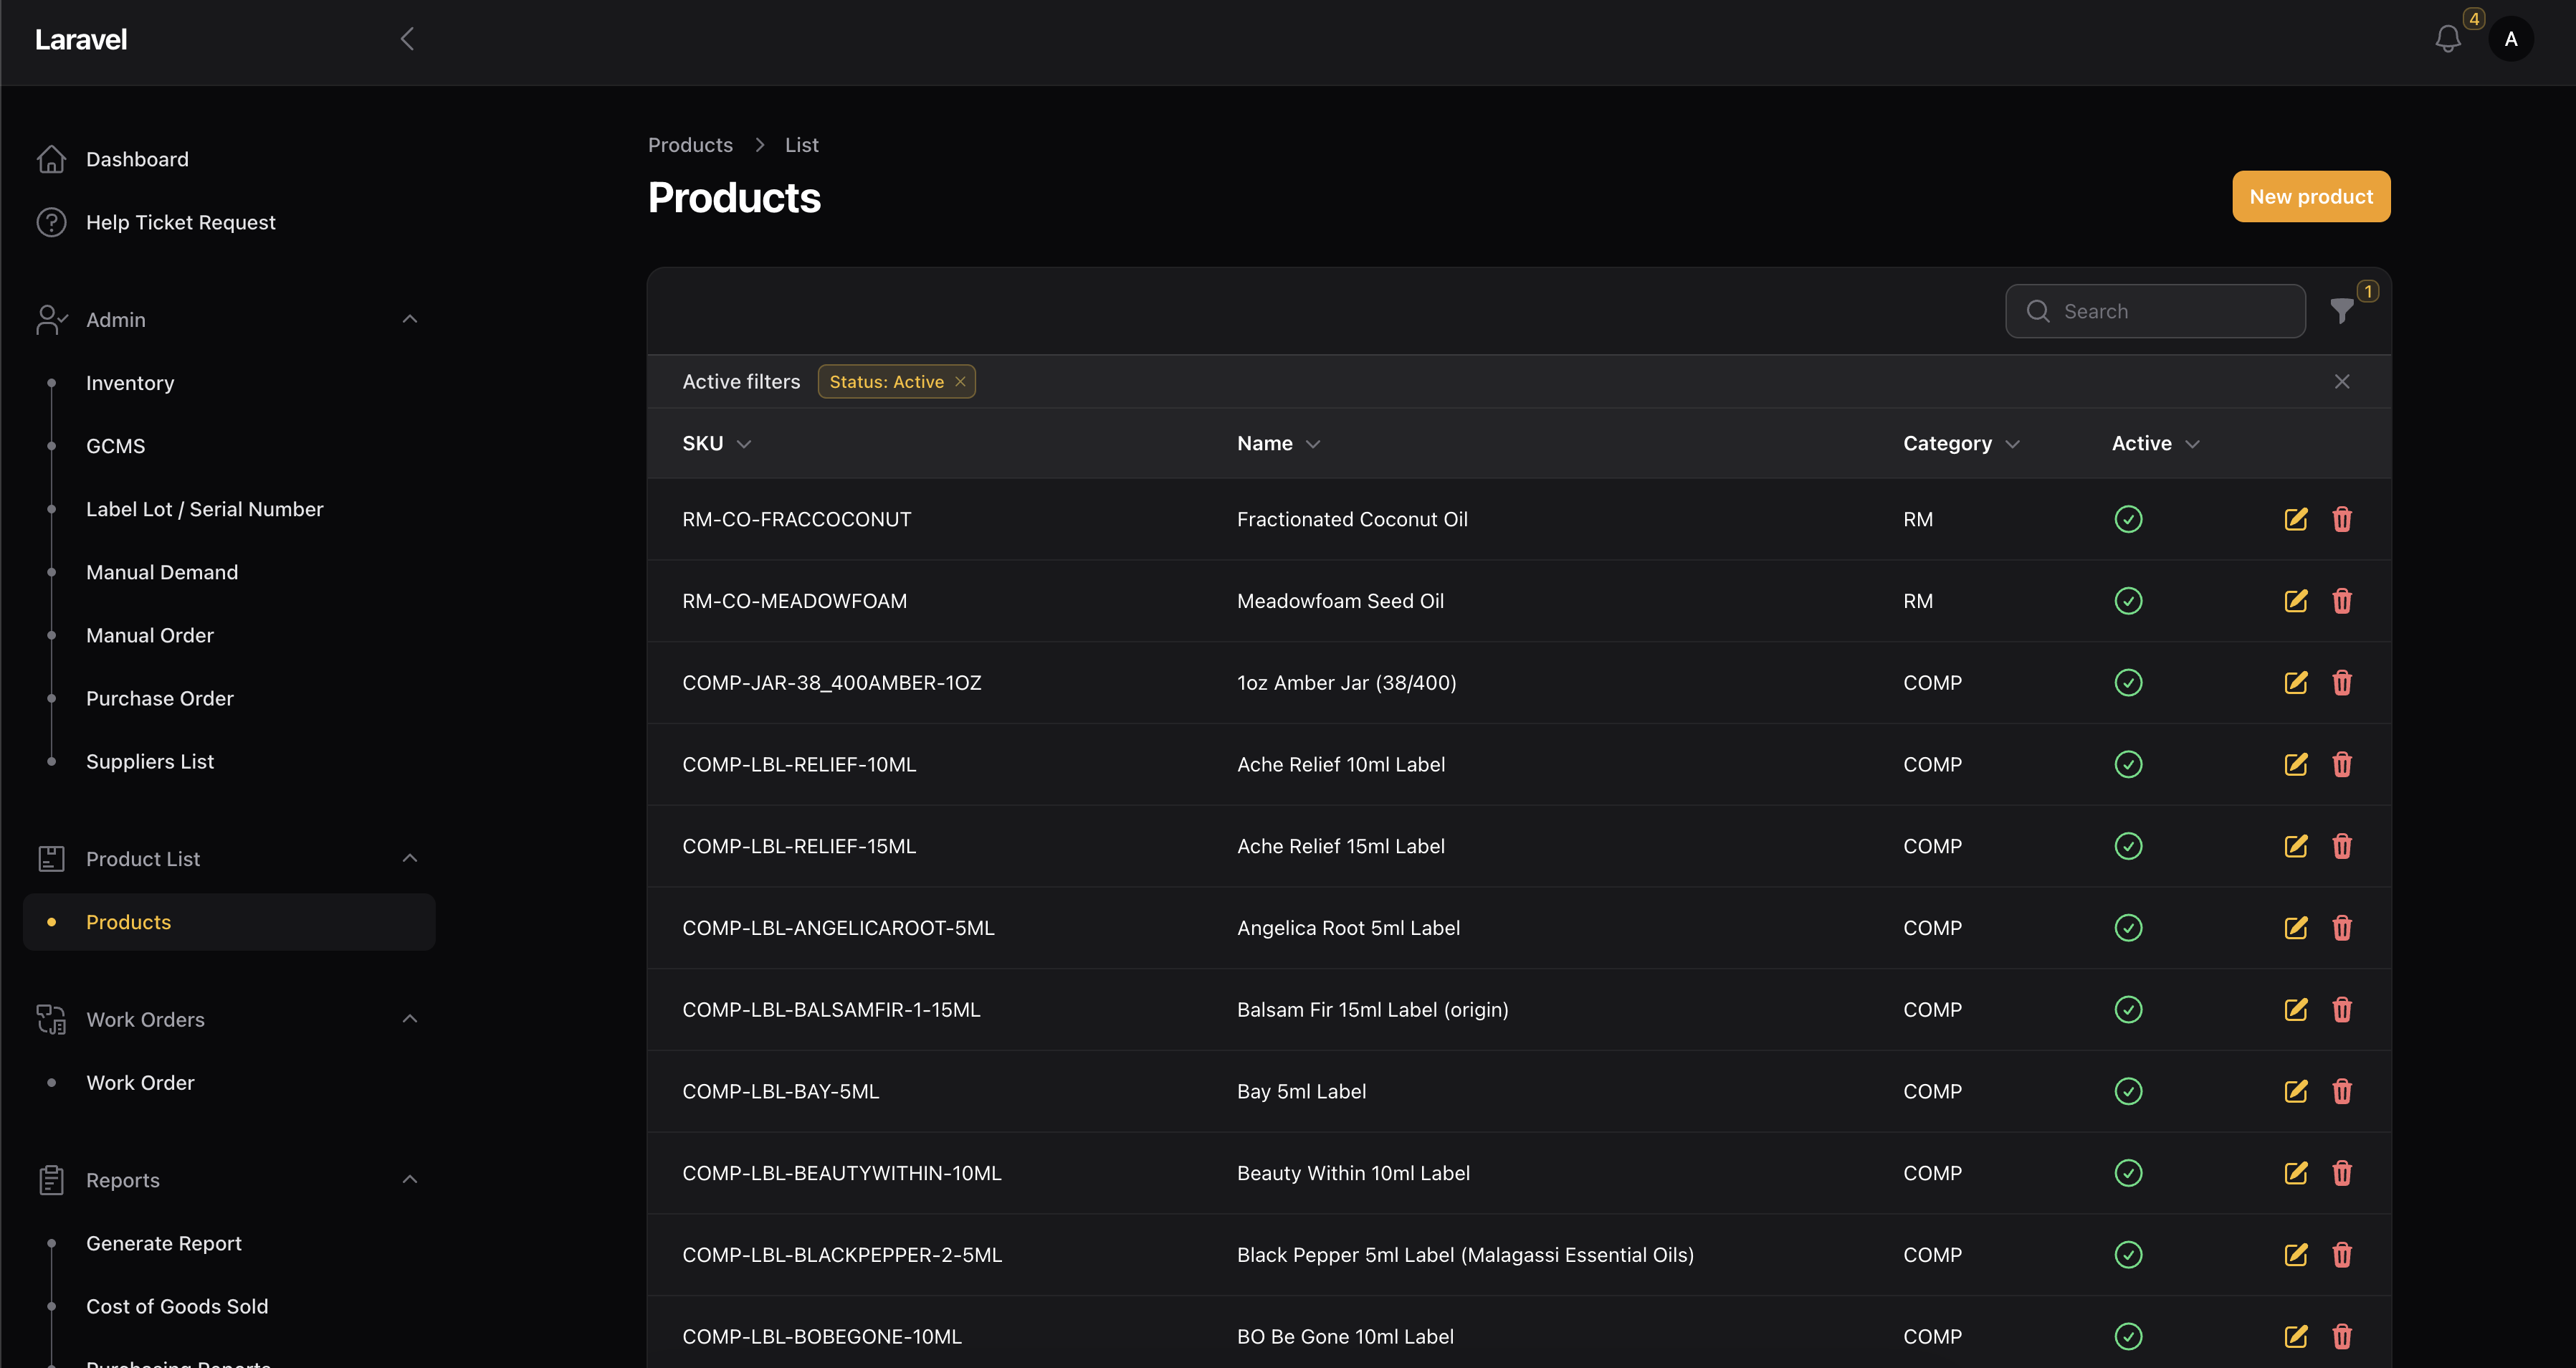 Laravel
4
A
Dashboard
Help Ticket Request
Admin
Inventory
GCMS
Label Lot / Serial Number
Manual Demand
Manual Order
Purchase Order
Suppliers List
Product List
Products
Work Orders
Work Order
Reports
Generate Report
Cost of Goods Sold
Purchasing Reports
Products > List
Products
New product
Search
1
Active filters Status: Active
SKU Name Category Active
RM-CO-FRACCOCONUT Fractionated Coconut Oil RM
RM-CO-MEADOWFOAM Meadowfoam Seed Oil RM
COMP-JAR-38_400AMBER-1OZ 1oz Amber Jar (38/400) COMP
COMP-LBL-RELIEF-10ML Ache Relief 10ml Label COMP
COMP-LBL-RELIEF-15ML Ache Relief 15ml Label COMP
COMP-LBL-ANGELICAROOT-5ML Angelica Root 5ml Label COMP
COMP-LBL-BALSAMFIR-1-15ML Balsam Fir 15ml Label (origin) COMP
COMP-LBL-BAY-5ML Bay 5ml Label COMP
COMP-LBL-BEAUTYWITHIN-10ML Beauty Within 10ml Label COMP
COMP-LBL-BLACKPEPPER-2-5ML Black Pepper 5ml Label (Malagassi Essential Oils) COMP
COMP-LBL-BOBEGONE-10ML BO Be Gone 10ml Label COMP